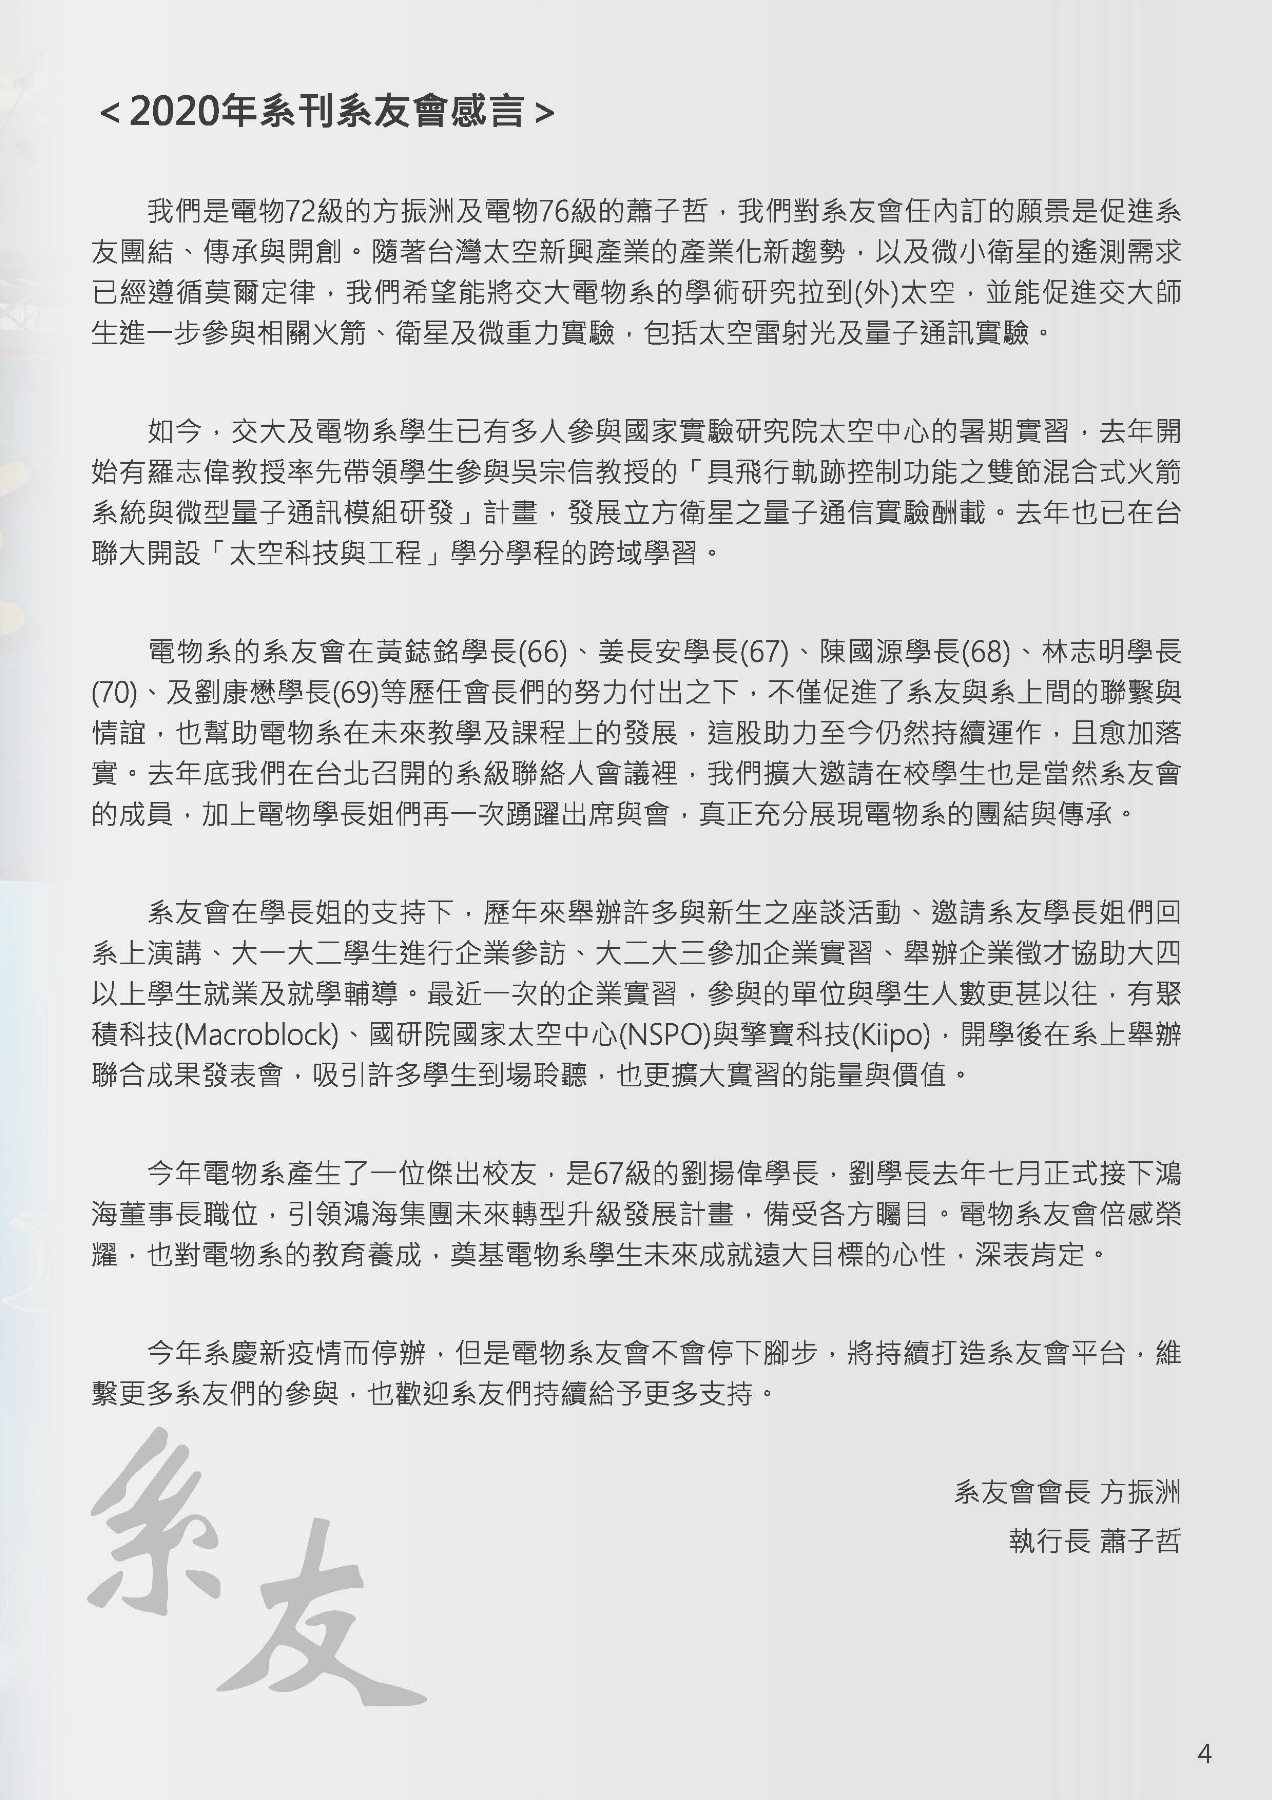 ＜2020年系刊系友會感言＞
我們是電物72級的方振洲及電物76級的蕭子哲，我們對系友會任內訂的願景是促進系
友團結、傳承與開創。隨著台灣太空新興產業的產業化新趨勢，以及微小衛星的遙測需求
已經遵循莫爾定律，我們希望能將交大電物系的學術研究拉到(外)太空，並能促進交大師
生進一步參與相關火箭、衛星及微重力實驗，包括太空雷射光及量子通訊實驗。
如今，交大及電物系學生已有多人參與國家實驗研究院太空中心的暑期實習，去年開
始有羅志偉教授率先帶領學生參與吳宗信教授的「具飛行軌跡控制功能之雙節混合式火箭
系統與微型量子通訊模組研發」計畫，發展立方衛星之量子通信實驗酬載。去年也已在台
聯大開設「太空科技與工程」學分學程的跨域學習。
電物系的系友會在黃鋕銘學長(66)、姜長安學長(67)、陳國源學長(68)、林志明學長
(70)、及劉康懋學長(69)等歷任會長們的努力付出之下，不僅促進了系友與系上間的聯繫與
情誼，也幫助電物系在未來教學及課程上的發展，這股助力至今仍然持續運作，且愈加落
實。去年底我們在台北召開的系級聯絡人會議裡，我們擴大邀請在校學生也是當然系友會
的成員，加上電物學長姐們再一次踴躍出席與會，真正充分展現電物系的團結與傳承。
系友會在學長姐的支持下，歷年來舉辦許多與新生之座談活動、邀請系友學長姐們回
系上演講、大一大二學生進行企業參訪、大二大三參加企業實習、舉辦企業徵才協助大四
以上學生就業及就學輔導。最近一次的企業實習，參與的單位與學生人數更甚以往，有聚
積科技(Macroblock)、國研院國家太空中心(NSPO)與擎寶科技(Kiipo)，開學後在系上舉辦
聯合成果發表會，吸引許多學生到場聆聽，也更擴大實習的能量與價值。
今年電物系產生了一位傑出校友，是67級的劉揚偉學長，劉學長去年七月正式接下鴻
海董事長職位，引領鴻海集團未來轉型升級發展計畫，備受各方矚目。電物系友會倍感榮
耀，也對電物系的教育養成，奠基電物系學生未來成就遠大目標的心性，深表肯定。
今年系慶新疫情而停辦，但是電物系友會不會停下腳步，將持續打造系友會平台，維
繫更多系友們的參與，也歡迎系友們持續給予更多支持。
系友會會長 方振洲
執行長 蕭子哲
系友
4